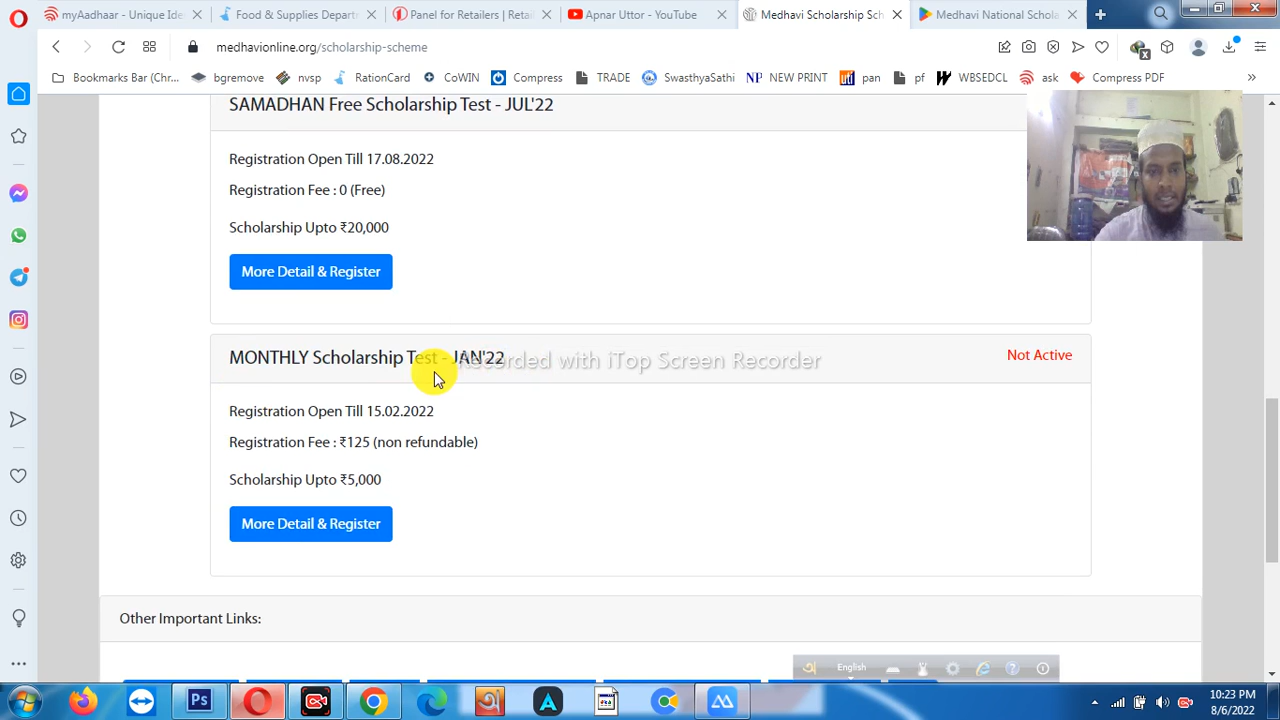 myAadhaar - Unique Ide
Food & Supplies Depart
Panel for Retailers | Retail
Apnar Uttor - YouTube
Medhavi Scholarship Sch
Medhavi National Schola
medhavionline.org/scholarship-scheme
Bookmarks Bar (Chr...
bgremove
nvsp
RationCard
CoWIN
Compress
TRADE
SwasthyaSathi
NP NEW PRINT
uti pan
pf
WBSEDCL
ask
Compress PDF
SAMADHAN Free Scholarship Test - JUL'22
Registration Open Till 17.08.2022
Registration Fee : 0 (Free)
Scholarship Upto ₹20,000
More Detail & Register
MONTHLY Scholarship Test - JAN'22
Not Active
Recorded with iTop Screen Recorder
Registration Open Till 15.02.2022
Registration Fee : ₹125 (non refundable)
Scholarship Upto ₹5,000
More Detail & Register
Other Important Links:
অ English
Ps
10:23 PM
8/6/2022